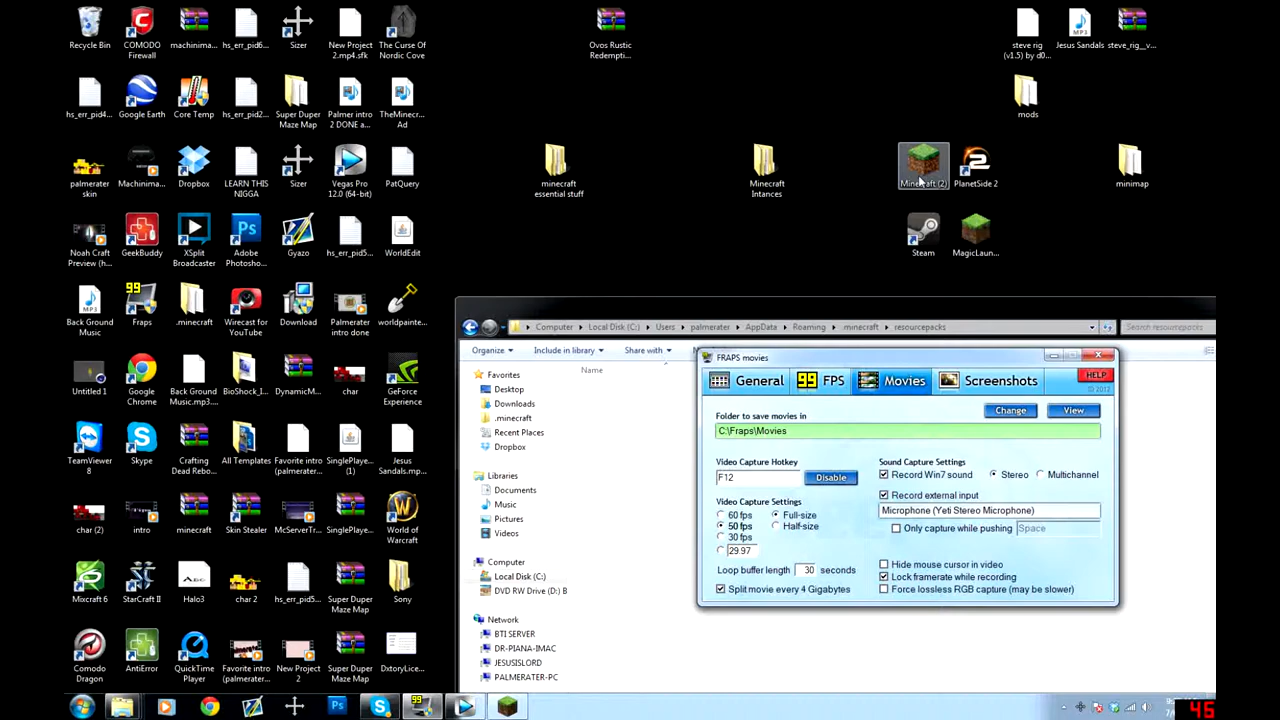 Recycle Bin
COMODO Firewall
machinima...
hs_err_pid6...
Sizer
New Project 2.mp4.sfk
The Curse Of Nordic Cove
Ovos Rustic Redempti...
steve rig (v1.5) by d0...
Jesus Sandals
steve_rig__v...
hs_err_pid4...
Google Earth
Core Temp
hs_err_pid2...
Super Duper Maze Map
Palmer intro 2 DONE a...
TheMinecr... Ad
mods
palmerater skin
Machinima...
Dropbox
LEARN THIS NIGGA
Sizer
Vegas Pro 12.0 (64-bit)
PatQuery
minecraft essential stuff
Minecraft Intances
Minecraft (2)
PlanetSide 2
minimap
Noah Craft Preview (h...
GeekBuddy
XSplit Broadcaster
Adobe Photosho...
Gyazo
hs_err_pid5...
WorldEdit
Steam
MagicLaun...
Back Ground Music
99
Fraps
.minecraft
Wirecast for YouTube
Download
Palmerater intro done
worldpainte...
Untitled 1
Google Chrome
Back Ground Music.mp3...
BioShock_I...
DynamicM...
char
GeForce Experience
TeamViewer 8
Skype
Crafting Dead Rebo...
All Templates
Favorite intro (palmerater...
SinglePlaye... (1)
Jesus Sandals.mp...
char (2)
intro
minecraft
Skin Stealer
McServerTr...
SinglePlaye...
World of Warcraft
Mixcraft 6
StarCraft II
Halo3
char 2
hs_err_pid5...
Super Duper Maze Map
Sony
Comodo Dragon
AntiError
QuickTime Player
Favorite intro (palmerater...
New Project 2
Super Duper Maze Map
DxtoryLice...
Computer Local Disk (C:) Users palmerater AppData Roaming .minecraft resourcepacks
Search resourcepacks
Organize Include in library Share with
Name
Favorites
Desktop
Downloads
.minecraft
Recent Places
Dropbox
Libraries
Documents
Music
Pictures
Videos
Computer
Local Disk (C:)
DVD RW Drive (D:) B
Network
BTI SERVER
DR-PIANA-IMAC
JESUSISLORD
PALMERATER-PC
FRAPS movies
General 99 FPS Movies Screenshots
HELP
© 2012
Folder to save movies in
Change View
C:\Fraps\Movies
Video Capture Hotkey
F12 Disable
Video Capture Settings
60 fps Full-size
50 fps Half-size
30 fps
29.97
Loop buffer length 30 seconds
Split movie every 4 Gigabytes
Sound Capture Settings
Record Win7 sound Stereo Multichannel
Record external input
Microphone (Yeti Stereo Microphone)
Only capture while pushing Space
Hide mouse cursor in video
Lock framerate while recording
Force lossless RGB capture (may be slower)
99
45